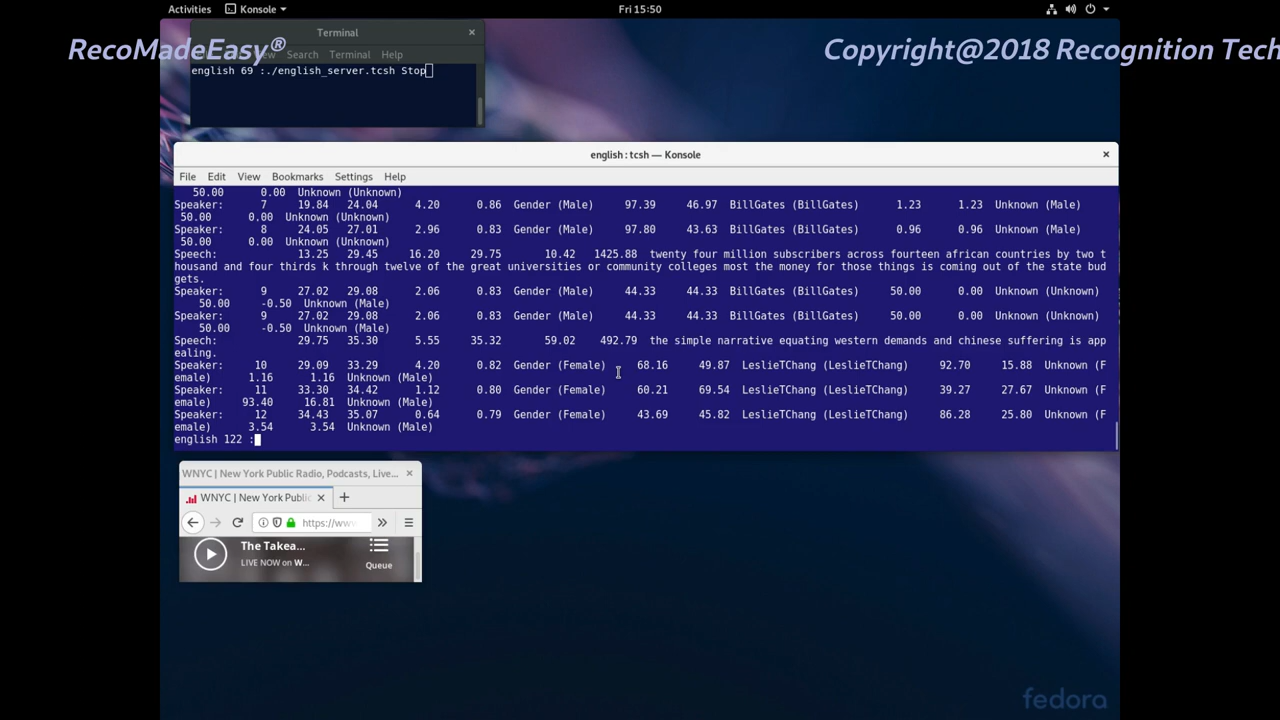 Activities Konsole Fri 15:50
Terminal
RecoMadeEasy® Copyright@2018 Recognition Tech
Search Terminal Help
english 69 :./english_server.tcsh Stop
english : tcsh — Konsole
File Edit View Bookmarks Settings Help
50.00 0.00 Unknown (Unknown)
Speaker: 7 19.84 24.04 4.20 0.86 Gender (Male) 97.39 46.97 BillGates (BillGates) 1.23 1.23 Unknown (Male)
50.00 0.00 Unknown (Unknown)
Speaker: 8 24.05 27.01 2.96 0.83 Gender (Male) 97.80 43.63 BillGates (BillGates) 0.96 0.96 Unknown (Male)
50.00 0.00 Unknown (Unknown)
Speech: 13.25 29.45 16.20 29.75 10.42 1425.88 twenty four million subscribers across fourteen african countries by two t
housand and four thirds k through twelve of the great universities or community colleges most the money for those things is coming out of the state bud
gets.
Speaker: 9 27.02 29.08 2.06 0.83 Gender (Male) 44.33 44.33 BillGates (BillGates) 50.00 0.00 Unknown (Unknown)
50.00 -0.50 Unknown (Male)
Speaker: 9 27.02 29.08 2.06 0.83 Gender (Male) 44.33 44.33 BillGates (BillGates) 50.00 0.00 Unknown (Unknown)
50.00 -0.50 Unknown (Male)
Speech: 29.75 35.30 5.55 35.32 59.02 492.79 the simple narrative equating western demands and chinese suffering is app
ealing.
Speaker: 10 29.09 33.29 4.20 0.82 Gender (Female) 68.16 49.87 LeslieTChang (LeslieTChang) 92.70 15.88 Unknown (F
emale) 1.16 1.16 Unknown (Male)
Speaker: 11 33.30 34.42 1.12 0.80 Gender (Female) 60.21 69.54 LeslieTChang (LeslieTChang) 39.27 27.67 Unknown (F
emale) 93.40 16.81 Unknown (Male)
Speaker: 12 34.43 35.07 0.64 0.79 Gender (Female) 43.69 45.82 LeslieTChang (LeslieTChang) 86.28 25.80 Unknown (F
emale) 3.54 3.54 Unknown (Male)
english 122 :
WNYC | New York Public Radio, Podcasts, Live...
WNYC | New York Public
https://www.
The Takea...
LIVE NOW on W...
Queue
fedora